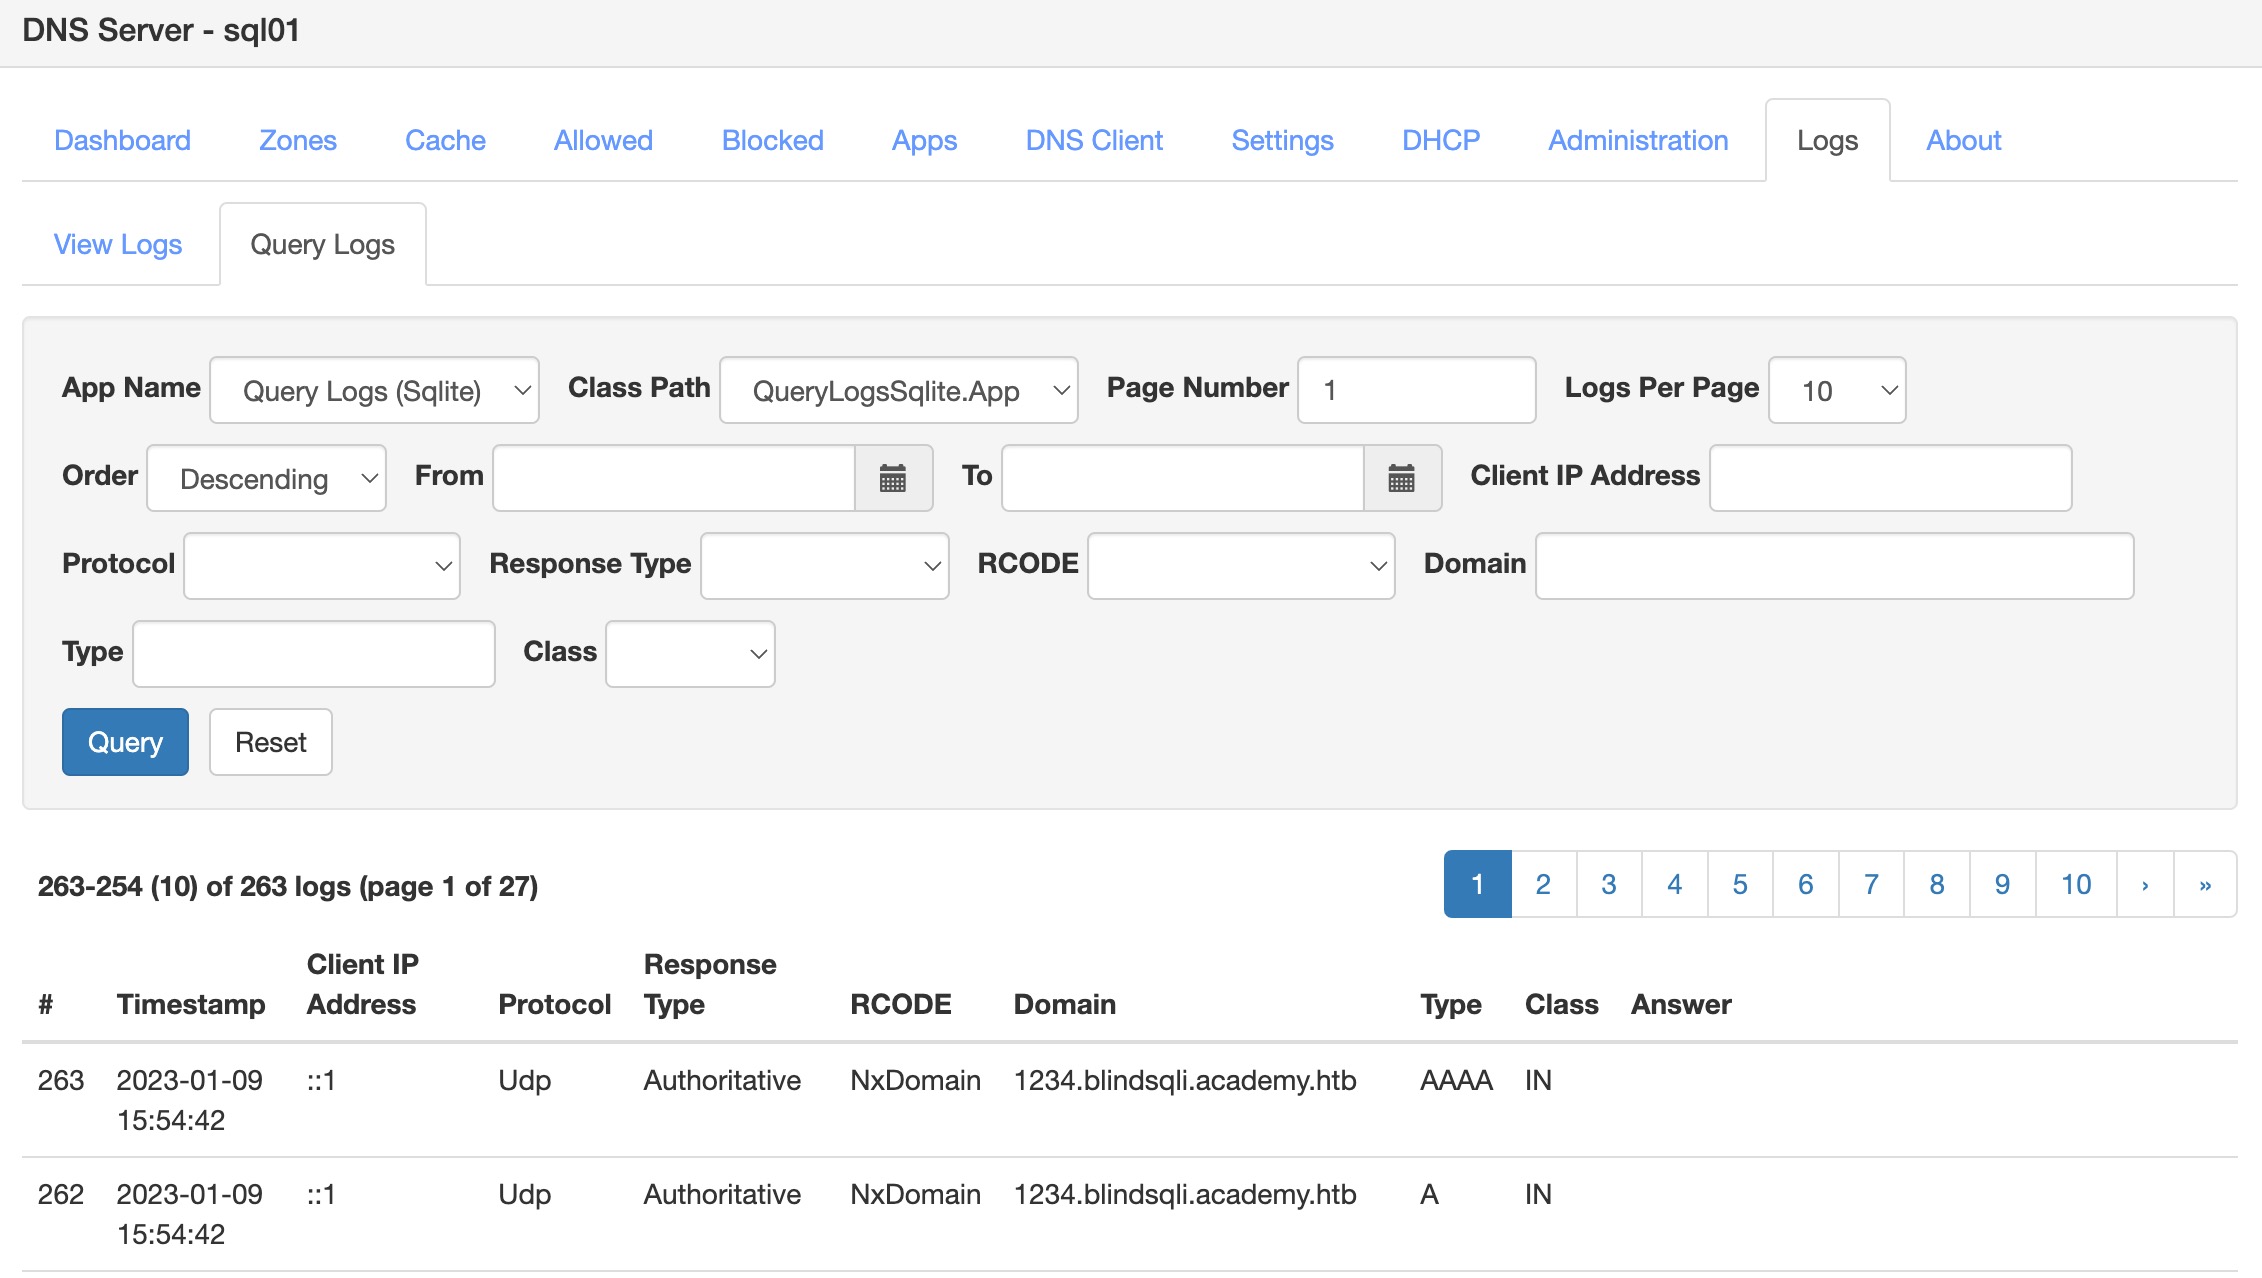 DNS Server - sql01
Dashboard Zones Cache Allowed Blocked Apps DNS Client Settings DHCP Administration Logs About
View Logs Query Logs
App Name Query Logs (Sqlite) Class Path QueryLogsSqlite.App Page Number 1 Logs Per Page 10
Order Descending From To Client IP Address
Protocol Response Type RCODE Domain
Type Class
Query Reset
263-254 (10) of 263 logs (page 1 of 27) 1 2 3 4 5 6 7 8 9 10 › »
# Timestamp Client IP Address Protocol Response Type RCODE Domain Type Class Answer
263 2023-01-09 15:54:42 ::1 Udp Authoritative NxDomain 1234.blindsqli.academy.htb AAAA IN
262 2023-01-09 15:54:42 ::1 Udp Authoritative NxDomain 1234.blindsqli.academy.htb A IN